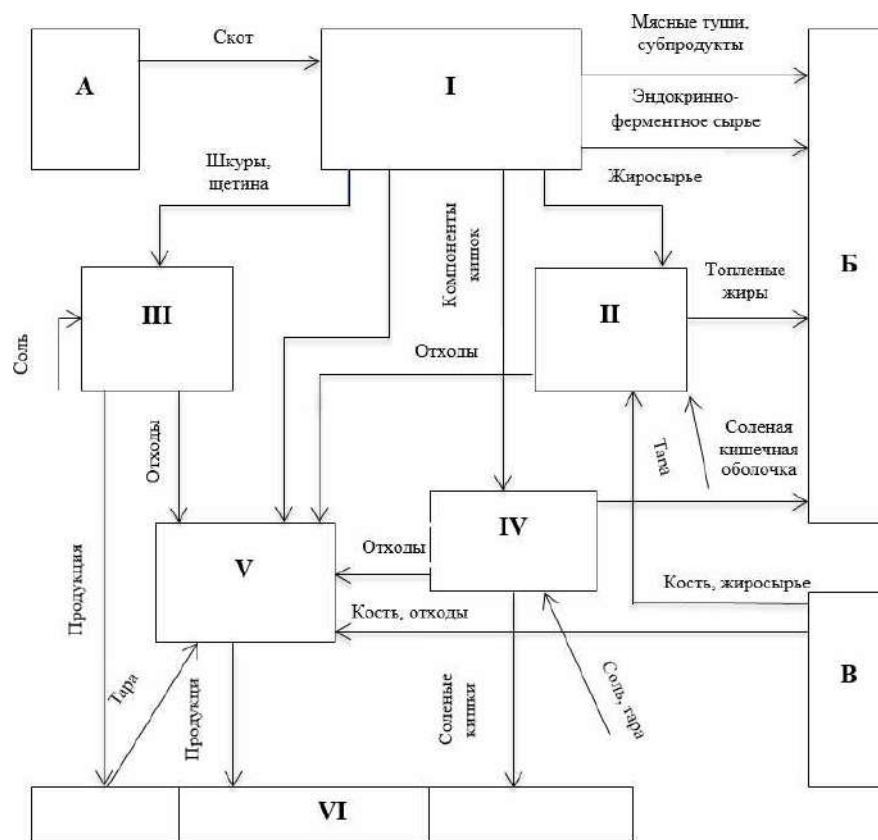 Скот
Мясные туши,
субпродукты
А
I
Эндокринно-
ферментное сырье
Шкуры,
щетина
Жиросырье
Компоненты
кишок
Б
III
II
Топленые
жиры
Соль
Отходы
Отходы
Тара
Соленая
кишечная
оболочка
IV
V
Отходы
Продукция
Кость, жиросырье
Кость, отходы
В
Тара
Продукци
Соленые
кишки
Соль, тара
VI